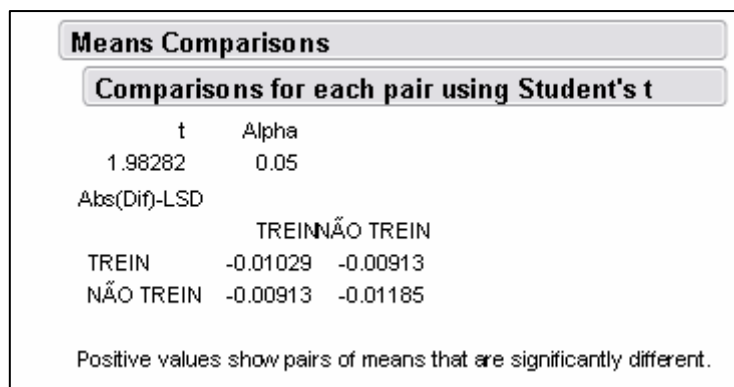 Means Comparisons
Comparisons for each pair using Student's t
t Alpha
1.98282 0.05
Abs(Dif)-LSD
TREIN NÃO TREIN
TREIN -0.01029 -0.00913
NÃO TREIN -0.00913 -0.01185
Positive values show pairs of means that are significantly different.